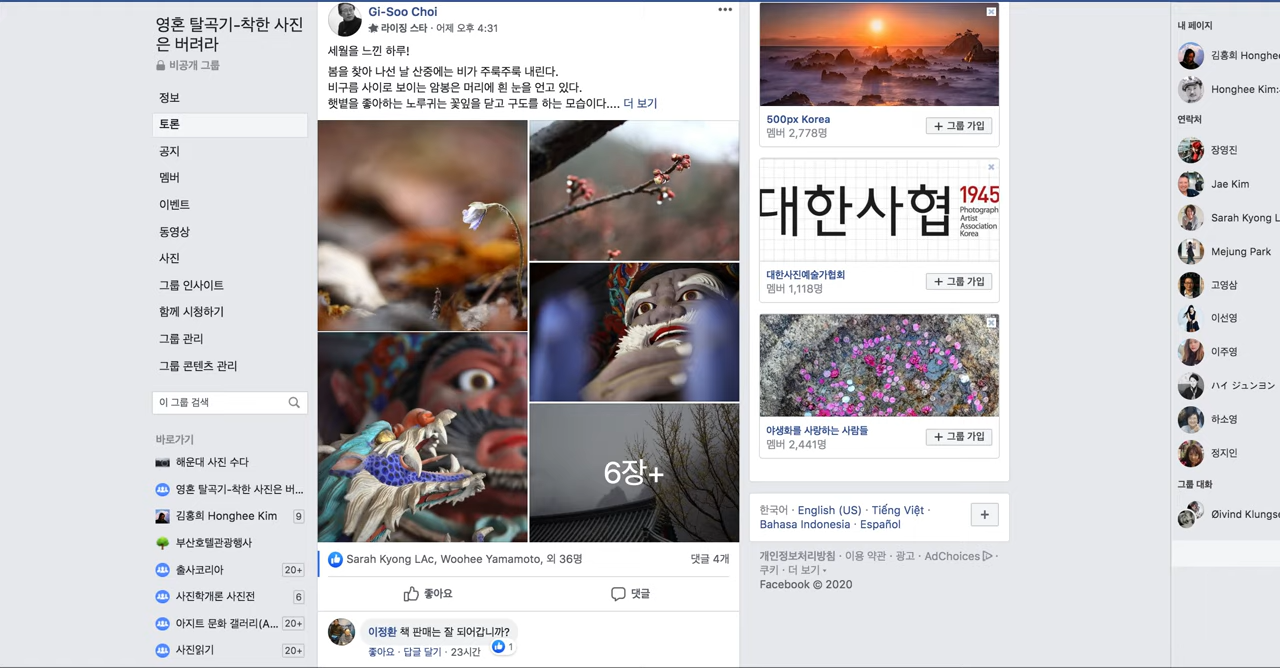 영혼 탈곡기-착한 사진
은 버려라
비공개 그룹
정보
토론
공지
멤버
이벤트
동영상
사진
그룹 인사이트
함께 시청하기
그룹 관리
그룹 콘텐츠 관리
이 그룹 검색
바로가기
해운대 사진 수다
영혼 탈곡기-착한 사진은 버...
김홍희 Honghee Kim 9
부산호텔관광행사
출사코리아 20+
사진학개론 사진전 6
아지트 문화 갤러리(A... 20+
사진읽기 20+
Gi-Soo Choi
라이징 스타 · 어제 오후 4:31
세월을 느낀 하루!
봄을 찾아 나선 날 산중에는 비가 주룩주룩 내린다.
비구름 사이로 보이는 암봉은 머리에 흰 눈을 언고 있다.
햇볕을 좋아하는 노루귀는 꽃잎을 닫고 구도를 하는 모습이다.... 더 보기
6장+
Sarah Kyong LAc, Woohee Yamamoto, 외 36명 댓글 4개
좋아요 댓글
이정환 책 판매는 잘 되어갑니까?
좋아요 · 답글 달기 · 23시간 1
500px Korea
멤버 2,778명
+ 그룹 가입
대한사협 1945
Photograph
Artist
Association
Korea
대한사진예술가협회
멤버 1,118명
+ 그룹 가입
야생화를 사랑하는 사람들
멤버 2,441명
+ 그룹 가입
한국어 · English (US) · Tiếng Việt ·
Bahasa Indonesia · Español
+
개인정보처리방침 · 이용 약관 · 광고 · AdChoices ·
쿠키 · 더 보기
Facebook © 2020
내 페이지
김홍희 Honghee
Honghee Kim:
연락처
장영진
Jae Kim
Sarah Kyong L
Mejung Park
고영삼
이선영
이주영
ハイ ジュンヨン
하소영
정지인
그룹 대화
Øivind Klungse